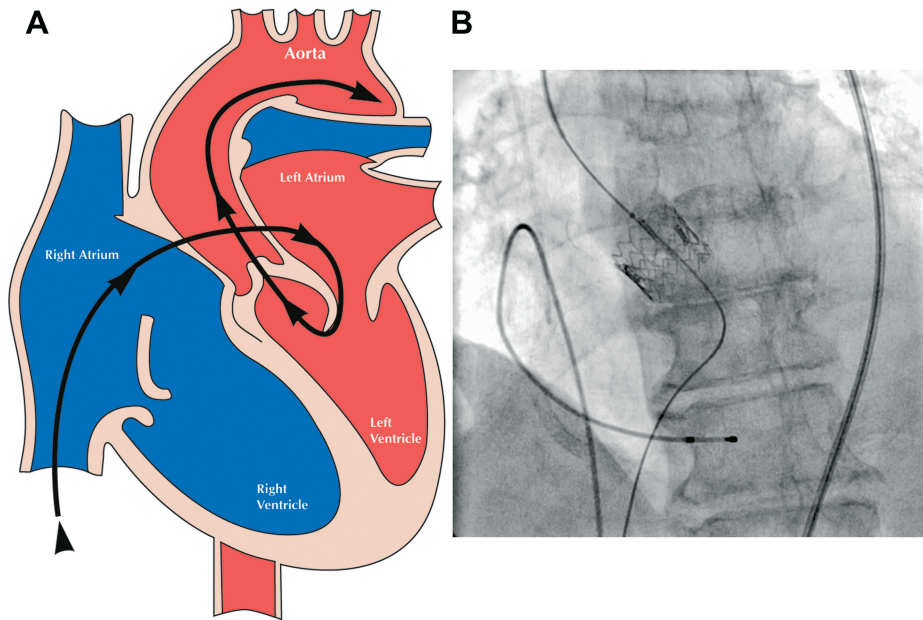 A
B
Aorta
Left Atrium
Right Atrium
Left
Ventricle
Right
Ventricle